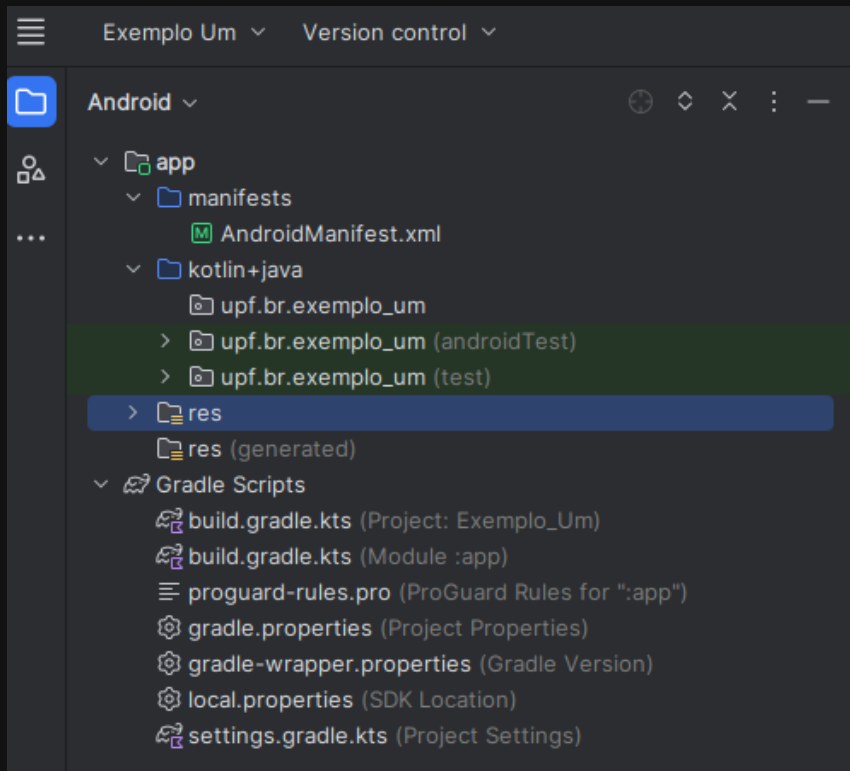 Exemplo Um Version control
Android
app
manifests
M AndroidManifest.xml
kotlin+java
upf.br.exemplo_um
upf.br.exemplo_um (androidTest)
upf.br.exemplo_um (test)
res
res (generated)
Gradle Scripts
build.gradle.kts (Project: Exemplo_Um)
build.gradle.kts (Module :app)
proguard-rules.pro (ProGuard Rules for ":app")
gradle.properties (Project Properties)
gradle-wrapper.properties (Gradle Version)
local.properties (SDK Location)
settings.gradle.kts (Project Settings)